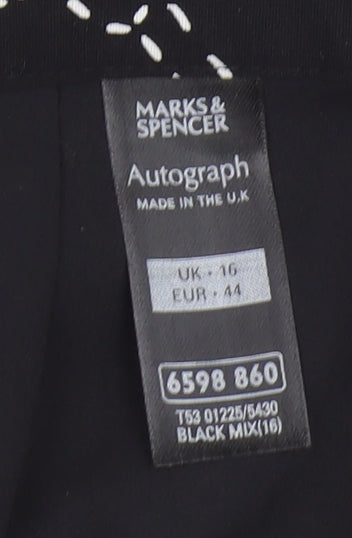 MARKS &
SPENCER
Autograph
MADE IN THE U.K
UK • 16
EUR • 44
6598 860
T53 01225/5430
BLACK MIX(16)